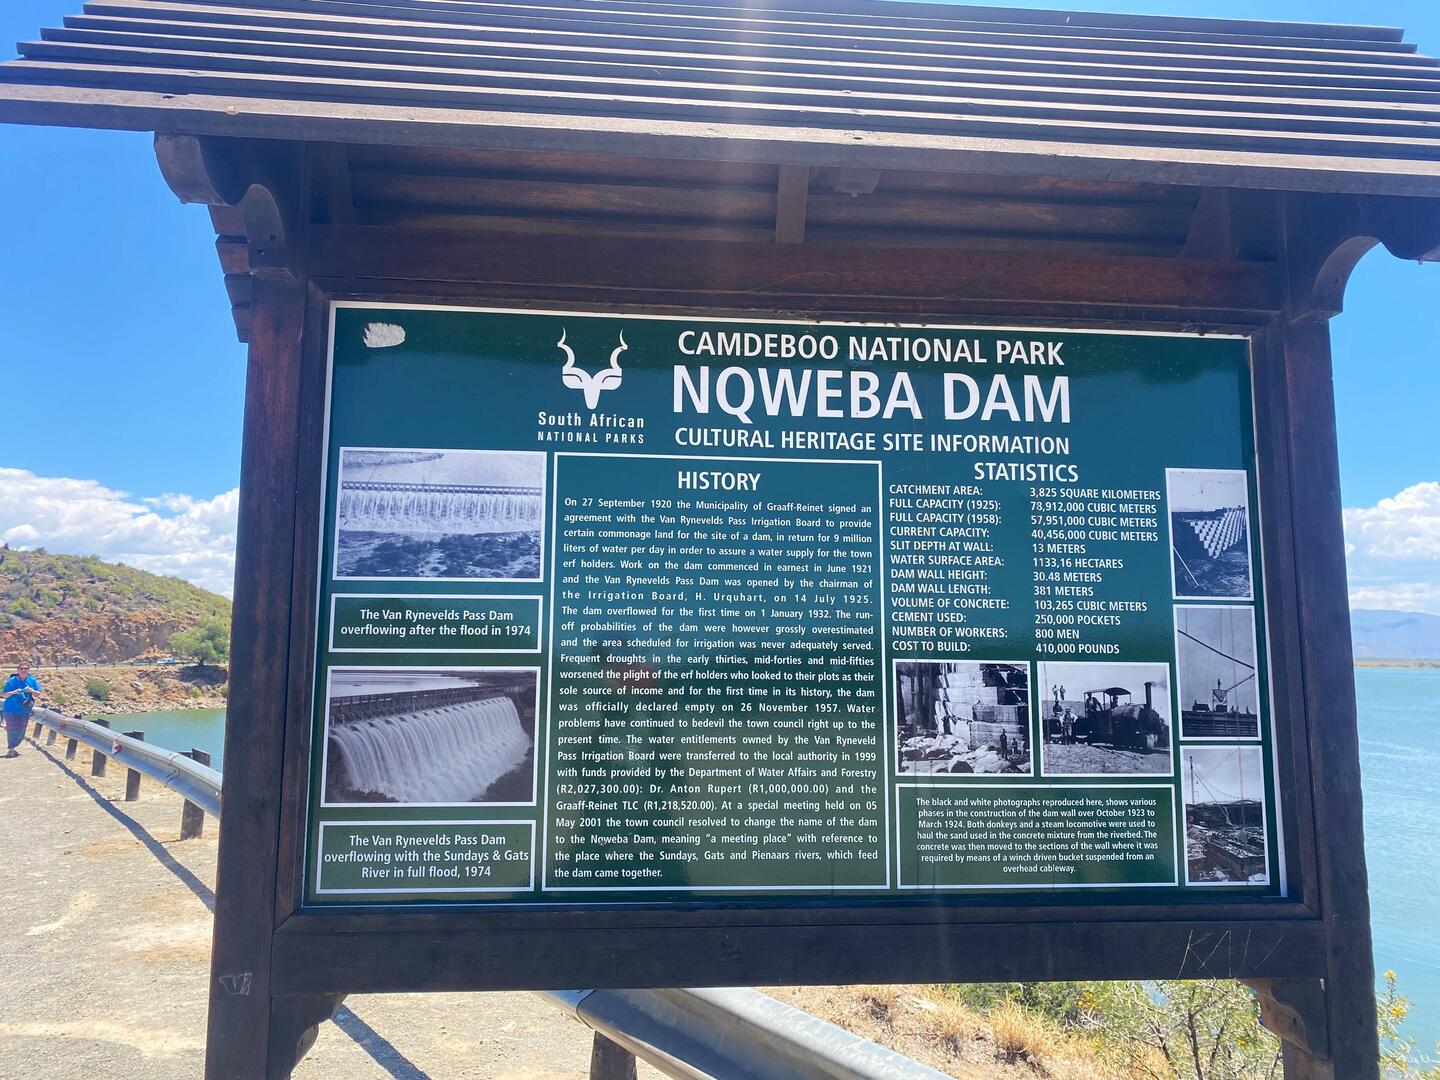 CAMDEBOO NATIONAL PARK
NQWEBA DAM
CULTURAL HERITAGE SITE INFORMATION
South African
NATIONAL PARKS
The Van Rynevelds Pass Dam
overflowing after the flood in 1974
The Van Rynevelds Pass Dam
overflowing with the Sundays & Gats
River in full flood, 1974
HISTORY
On 27 September 1920 the Municipality of Graaff-Reinet signed an
agreement with the Van Rynevelds Pass Irrigation Board to provide
certain commonage land for the site of a dam, in return for 9 million
liters of water per day in order to assure a water supply for the town
erf holders. Work on the dam commenced in earnest in June 1921
and the Van Rynevelds Pass Dam was opened by the chairman of
the Irrigation Board, H. Urquhart, on 14 July 1925.
The dam overflowed for the first time on 1 January 1932. The run-
off probabilities of the dam were however grossly overestimated
and the area scheduled for irrigation was never adequately served.
Frequent droughts in the early thirties, mid-forties and mid-fifties
worsened the plight of the erf holders who looked to their plots as their
sole source of income and for the first time in its history, the dam
was officially declared empty on 26 November 1957. Water
problems have continued to bedevil the town council right up to the
present time. The water entitlements owned by the Van Ryneveld
Pass Irrigation Board were transferred to the local authority in 1999
with funds provided by the Department of Water Affairs and Forestry
(R2,027,300.00): Dr. Anton Rupert (R1,000,000.00) and the
Graaff-Reinet TLC (R1,218,520.00). At a special meeting held on 05
May 2001 the town council resolved to change the name of the dam
to the Nqweba Dam, meaning “a meeting place” with reference to
the place where the Sundays, Gats and Pienaars rivers, which feed
the dam came together.
STATISTICS
CATCHMENT AREA: 3,825 SQUARE KILOMETERS
FULL CAPACITY (1925): 78,912,000 CUBIC METERS
FULL CAPACITY (1958): 57,951,000 CUBIC METERS
CURRENT CAPACITY: 40,456,000 CUBIC METERS
SLIT DEPTH AT WALL: 13 METERS
WATER SURFACE AREA: 1133,16 HECTARES
DAM WALL HEIGHT: 30.48 METERS
DAM WALL LENGTH: 381 METERS
VOLUME OF CONCRETE: 103,265 CUBIC METERS
CEMENT USED: 250,000 POCKETS
NUMBER OF WORKERS: 800 MEN
COST TO BUILD: 410,000 POUNDS
The black and white photographs reproduced here, shows various
phases in the construction of the dam wall over October 1923 to
March 1924. Both donkeys and a steam locomotive were used to
haul the sand used in the concrete mixture from the riverbed. The
concrete was then moved to the sections of the wall where it was
required by means of a winch driven bucket suspended from an
overhead cableway.